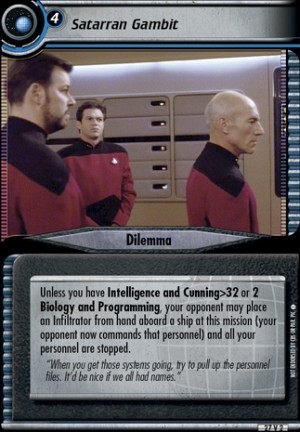 4
Satarran Gambit
Dilemma
Unless you have Intelligence and Cunning>32 or 2
Biology and Programming, your opponent may place
an Infiltrator from hand aboard a ship at this mission (your
opponent now commands that personnel) and all your
personnel are stopped.
"When you get those systems going, try to pull up the personnel
files. It'd be nice if we all had names."
27 V 2